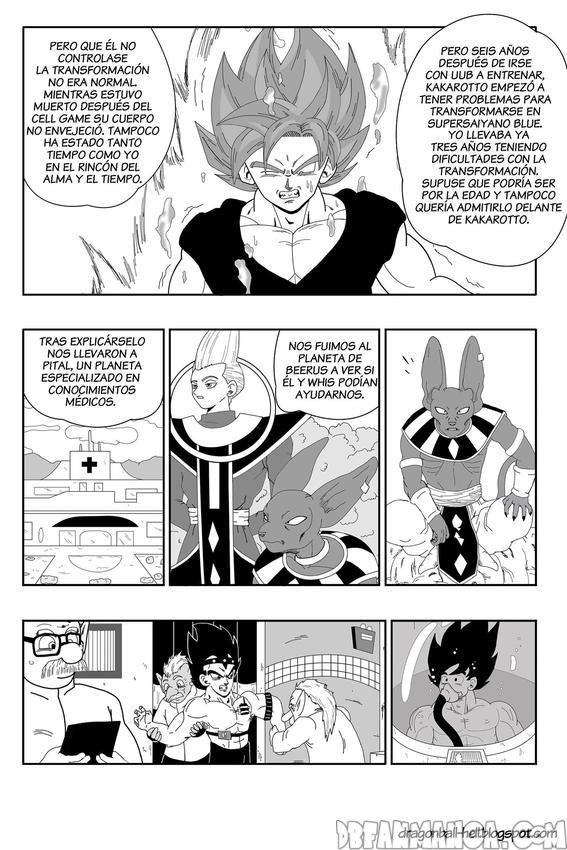 PERO SEIS AÑOS
DESPUÉS DE IRSE
CON UUB A ENTRENAR,
KAKAROTTO EMPEZÓ A
TENER PROBLEMAS PARA
TRANSFORMARSE EN
SUPERSAIYANO BLUE.
YO LLEVABA YA
TRES AÑOS TENIENDO
DIFICULTADES CON LA
TRANSFORMACIÓN.
SUPUSE QUE PODRÍA SER
POR LA EDAD Y TAMPOCO
QUERÍA ADMITIRLO DELANTE
DE KAKAROTTO.
PERO QUE ÉL NO
CONTROLASE
LA TRANSFORMACIÓN
NO ERA NORMAL.
MIENTRAS ESTUVO
MUERTO DESPUÉS DEL
CELL GAME SU CUERPO
NO ENVEJECIÓ. TAMPOCO
HA ESTADO TANTO
TIEMPO COMO YO
EN EL RINCÓN DEL
ALMA Y EL TIEMPO.
NOS FUIMOS AL
PLANETA DE
BEERUS A VER SI
ÉL Y WHIS PODÍAN
AYUDARNOS.
TRAS EXPLICÁRSELO
NOS LLEVARON A
PITAL, UN PLANETA
ESPECIALIZADO EN
CONOCIMIENTOS
MÉDICOS.
dragonball-hell.blogspot.com
DBFANMANGA.COM